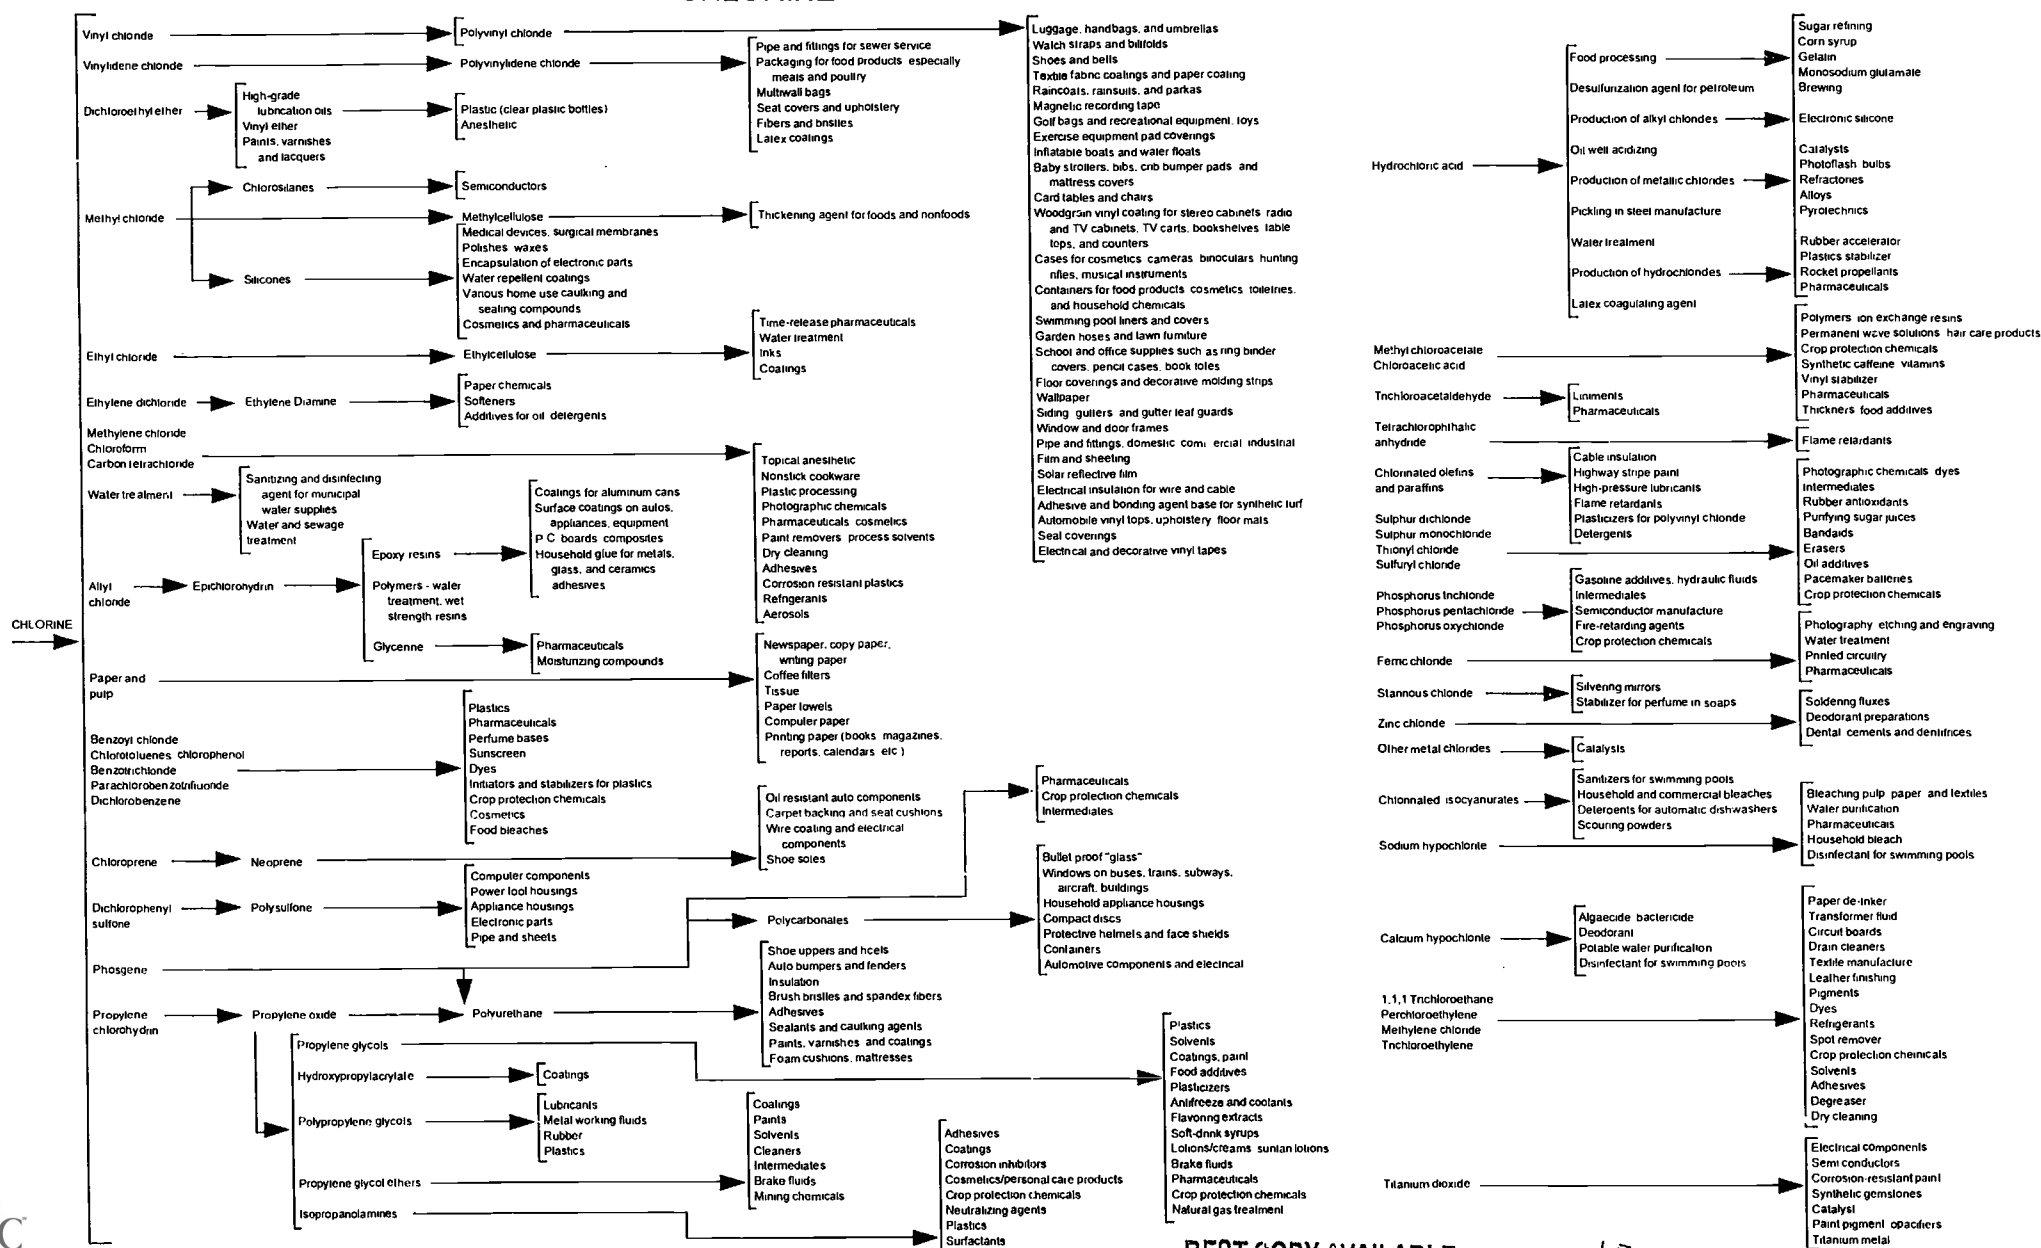 CHLORINE
Vinyl chloride
Polyvinyl chloride
Luggage, handbags, and umbrellas
Watch straps and billfolds
Shoes and belts
Textile fabric coatings and paper coating
Raincoats, rainsuits, and parkas
Magnetic recording tape
Golf bags and recreational equipment, toys
Exercise equipment pad coverings
Inflatable boats and water floats
Baby strollers, bibs, crib bumper pads and
mattress covers
Card tables and chairs
Woodgrain vinyl coating for stereo cabinets radio
and TV cabinets, TV carts, bookshelves table
tops, and counters
Cases for cosmetics cameras binoculars hunting
rifles, musical instruments
Containers for food products cosmetics toiletries,
and household chemicals
Swimming pool liners and covers
Garden hoses and lawn furniture
School and office supplies such as ring binder
covers, pencil cases, book totes
Floor coverings and decorative molding strips
Wallpaper
Siding gutters and gutter leaf guards
Window and door frames
Pipe and fittings, domestic com ercial industrial
Film and sheeting
Solar reflective film
Electrical insulation for wire and cable
Adhesive and bonding agent base for synthetic turf
Automobile vinyl tops, upholstery floor mats
Seat coverings
Electrical and decorative vinyl tapes
Vinylidene chloride
Polyvinylidene chloride
Pipe and fittings for sewer service
Packaging for food products especially
meats and poultry
Multiwall bags
Seat covers and upholstery
Fibers and bristles
Latex coatings
Dichloroethyl ether
High-grade
lubrication oils
Vinyl ether
Paints, varnishes
and lacquers
Plastic (clear plastic bottles)
Anesthetic
Methyl chloride
Chlorosilanes
Semiconductors
Methylcellulose
Thickening agent for foods and nonfoods
Silicones
Medical devices, surgical membranes
Polishes waxes
Encapsulation of electronic parts
Water repellent coatings
Various home use caulking and
sealing compounds
Cosmetics and pharmaceuticals
Ethyl chloride
Ethylcellulose
Time-release pharmaceuticals
Water treatment
Inks
Coatings
Ethylene dichloride
Ethylene Diamine
Paper chemicals
Softeners
Additives for oil detergents
Methylene chloride
Chloroform
Carbon tetrachloride
Topical anesthetic
Nonstick cookware
Plastic processing
Photographic chemicals
Pharmaceuticals cosmetics
Paint removers process solvents
Dry cleaning
Adhesives
Corrosion resistant plastics
Refrigerants
Aerosols
Water treatment
Sanitizing and disinfecting
agent for municipal
water supplies
Water and sewage
treatment
Allyl
chloride
Epichlorohydrin
Epoxy resins
Coatings for aluminum cans
Surface coatings on autos,
appliances, equipment
P C boards composites
Household glue for metals,
glass, and ceramics
adhesives
Polymers - water
treatment, wet
strength resins
Glycerine
Pharmaceuticals
Moisturizing compounds
Paper and
pulp
Newspaper, copy paper,
writing paper
Coffee filters
Tissue
Paper towels
Computer paper
Printing paper (books magazines,
reports, calendars etc )
Benzoyl chloride
Chlorotoluenes chlorophenol
Benzotrichloride
Parachlorobenzotrifluoride
Dichlorobenzene
Plastics
Pharmaceuticals
Perfume bases
Sunscreen
Dyes
Initiators and stabilizers for plastics
Crop protection chemicals
Cosmetics
Food bleaches
Chloroprene
Neoprene
Oil resistant auto components
Carpet backing and seat cushions
Wire coating and electrical
components
Shoe soles
Dichlorophenyl
sulfone
Polysulfone
Computer components
Power tool housings
Appliance housings
Electronic parts
Pipe and sheets
Phosgene
Pharmaceuticals
Crop protection chemicals
Intermediates
Polycarbonates
Bullet proof "glass"
Windows on buses, trains, subways,
aircraft, buildings
Household appliance housings
Compact discs
Protective helmets and face shields
Containers
Automotive components and electrical
Propylene
chlorohydrin
Propylene oxide
Polyurethane
Shoe uppers and heels
Auto bumpers and fenders
Insulation
Brush bristles and spandex fibers
Adhesives
Sealants and caulking agents
Paints, varnishes and coatings
Foam cushions, mattresses
Propylene glycols
Plastics
Solvents
Coatings, paint
Food additives
Plasticizers
Antifreeze and coolants
Flavoring extracts
Soft-drink syrups
Lotions/creams suntan lotions
Brake fluids
Pharmaceuticals
Crop protection chemicals
Natural gas treatment
Hydroxypropylacrylate
Coatings
Polypropylene glycols
Lubricants
Metal working fluids
Rubber
Plastics
Propylene glycol ethers
Coatings
Paints
Solvents
Cleaners
Intermediates
Brake fluids
Mining chemicals
Isopropanolamines
Adhesives
Coatings
Corrosion inhibitors
Cosmetics/personal care products
Crop protection chemicals
Neutralizing agents
Plastics
Surfactants
Hydrochloric acid
Food processing
Sugar refining
Corn syrup
Gelatin
Monosodium glutamate
Brewing
Desulfurization agent for petroleum
Production of alkyl chlorides
Electronic silicone
Oil well acidizing
Production of metallic chlorides
Catalysts
Photoflash bulbs
Refractories
Alloys
Pyrotechnics
Pickling in steel manufacture
Water treatment
Production of hydrochlorides
Rubber accelerator
Plastics stabilizer
Rocket propellants
Pharmaceuticals
Latex coagulating agent
Methyl chloroacetate
Chloroacetic acid
Polymers ion exchange resins
Permanent wave solutions hair care products
Crop protection chemicals
Synthetic caffeine vitamins
Vinyl stabilizer
Pharmaceuticals
Thickners food additives
Trichloroacetaldehyde
Liniments
Pharmaceuticals
Tetrachlorophthalic
anhydride
Flame retardants
Chlorinated olefins
and paraffins
Cable insulation
Highway stripe paint
High-pressure lubricants
Flame retardants
Plasticizers for polyvinyl chloride
Detergents
Sulphur dichloride
Sulphur monochloride
Thionyl chloride
Sulfuryl chloride
Photographic chemicals dyes
Intermediates
Rubber antioxidants
Purifying sugar juices
Bandaids
Erasers
Oil additives
Pacemaker batteries
Crop protection chemicals
Phosphorus trichloride
Phosphorus pentachloride
Phosphorus oxychloride
Gasoline additives, hydraulic fluids
Intermediates
Semiconductor manufacture
Fire-retarding agents
Crop protection chemicals
Ferric chloride
Photography etching and engraving
Water treatment
Printed circuitry
Pharmaceuticals
Stannous chloride
Silvering mirrors
Stabilizer for perfume in soaps
Zinc chloride
Soldering fluxes
Deodorant preparations
Dental cements and dentifrices
Other metal chlorides
Catalysis
Chlorinated isocyanurates
Sanitizers for swimming pools
Household and commercial bleaches
Detergents for automatic dishwashers
Scouring powders
Sodium hypochlorite
Bleaching pulp paper and textiles
Water purification
Pharmaceuticals
Household bleach
Disinfectant for swimming pools
Calcium hypochlorite
Algaecide bactericide
Deodorant
Potable water purification
Disinfectant for swimming pools
1,1,1 Trichloroethane
Perchloroethylene
Methylene chloride
Trichloroethylene
Paper de-inker
Transformer fluid
Circuit boards
Drain cleaners
Textile manufacture
Leather finishing
Pigments
Dyes
Refrigerants
Spot remover
Crop protection chemicals
Solvents
Adhesives
Degreaser
Dry cleaning
Titanium dioxide
Electrical components
Semi conductors
Corrosion-resistant paint
Synthetic gemstones
Catalyst
Paint pigment opacifiers
Titanium metal